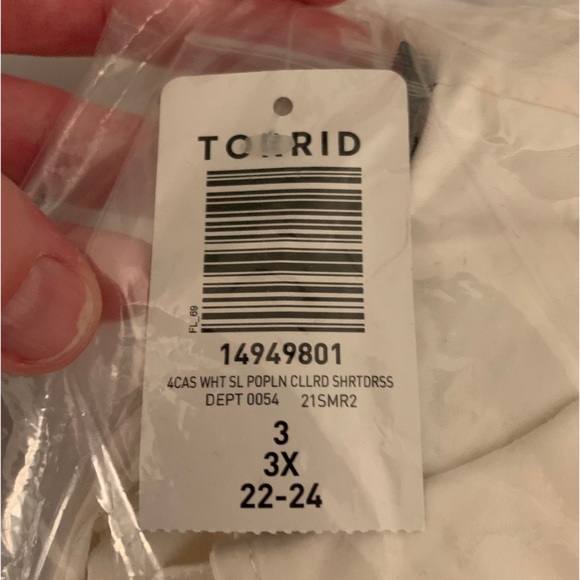 TORRID
FL_69
14949801
4CAS WHT SL POPLN CLLRD SHRTDRSS
DEPT 0054 21SMR2
3
3X
22-24